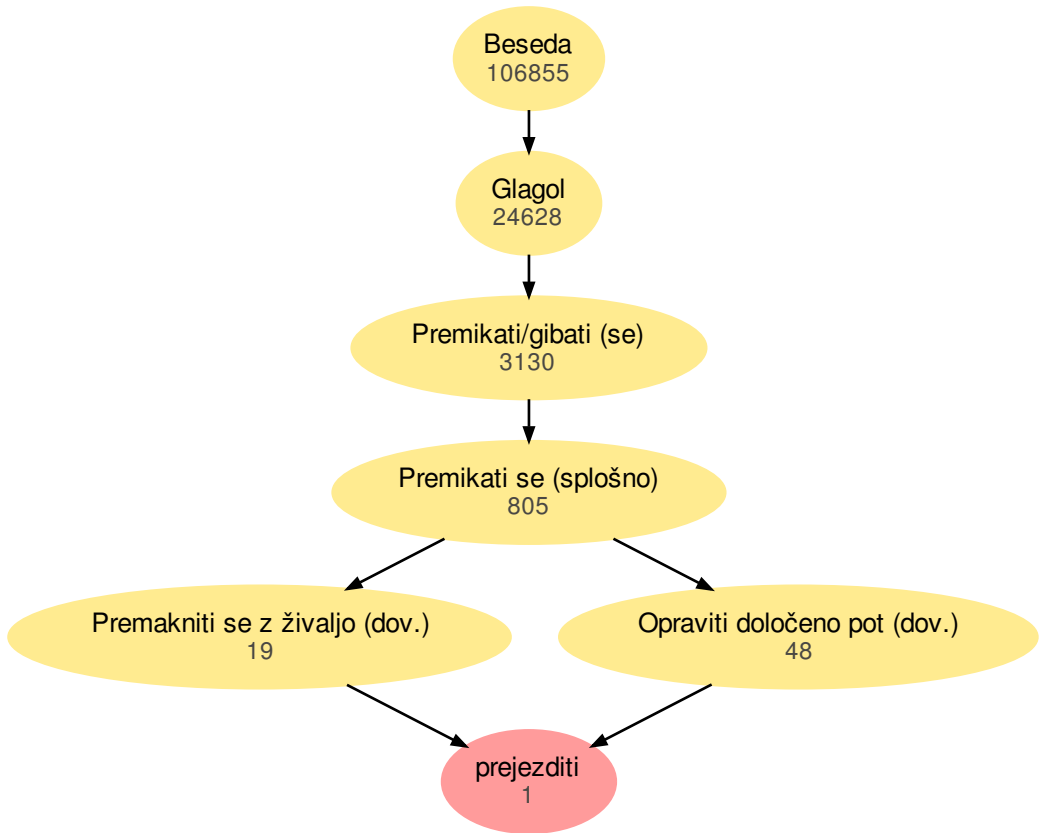 Beseda
106855
Glagol
24628
Premikati/gibati (se)
3130
Premikati se (splošno)
805
Premakniti se z živaljo (dov.)
19
Opraviti določeno pot (dov.)
48
prejezditi
1